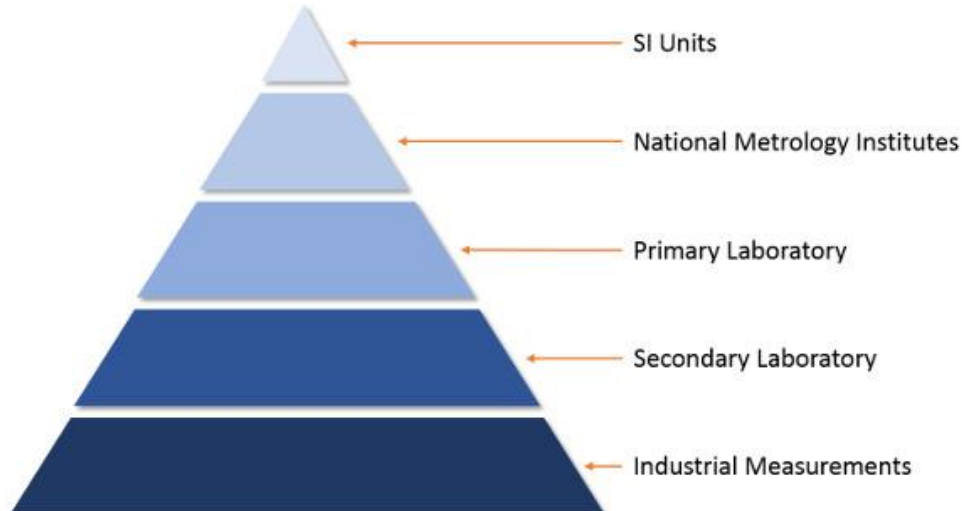 SI Units
National Metrology Institutes
Primary Laboratory
Secondary Laboratory
Industrial Measurements